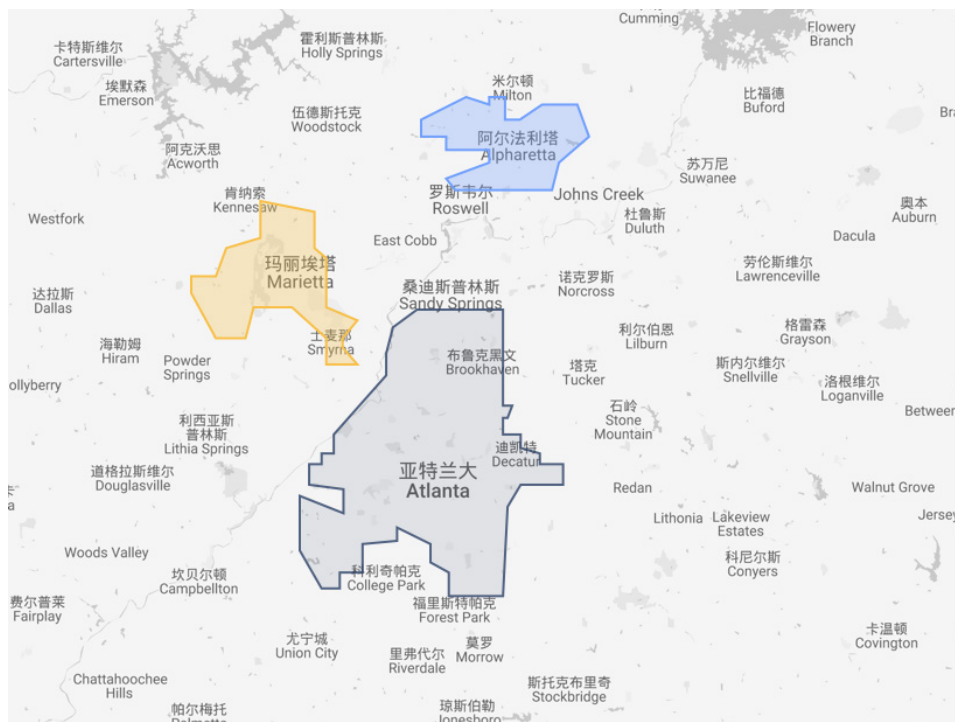 卡特斯维尔
Cartersville
霍利斯普林斯
Holly Springs
Cumming
Flowery
Branch
埃默森
Emerson
米尔顿
Milton
比福德
Buford
伍德斯托克
Woodstock
阿克沃思
Acworth
阿尔法利塔
Alpharetta
苏万尼
Suwanee
肯纳索
Kennesaw
罗斯韦尔
Roswell
Johns Creek
奥本
Auburn
Westfork
杜鲁斯
Duluth
Dacula
East Cobb
玛丽埃塔
Marietta
诺克罗斯
Norcross
劳伦斯维尔
Lawrenceville
达拉斯
Dallas
桑迪斯普林斯
Sandy Springs
海勒姆
Hiram
士麦那
Smyrna
利尔伯恩
Lilburn
格雷森
Grayson
Powder
Springs
布鲁克黑文
Brookhaven
塔克
Tucker
斯内尔维尔
Snellville
洛根维尔
Loganville
ollyberry
利西亚斯
普林斯
Lithia Springs
石岭
Stone
Mountain
Between
迪凯特
Decatur
道格拉斯维尔
Douglasville
亚特兰大
Atlanta
Redan
Walnut Grove
Lithonia
Lakeview
Estates
Jersey
Woods Valley
科尼尔斯
Conyers
坎贝尔顿
Campbellton
科利奇帕克
College Park
费尔普莱
Fairplay
福里斯特帕克
Forest Park
尤宁城
Union City
里弗代尔
Riverdale
莫罗
Morrow
卡温顿
Covington
Chattahoochee
Hills
斯托克布里奇
Stockbridge
帕尔梅托
Palmetto
琼斯伯勒
Jonesboro